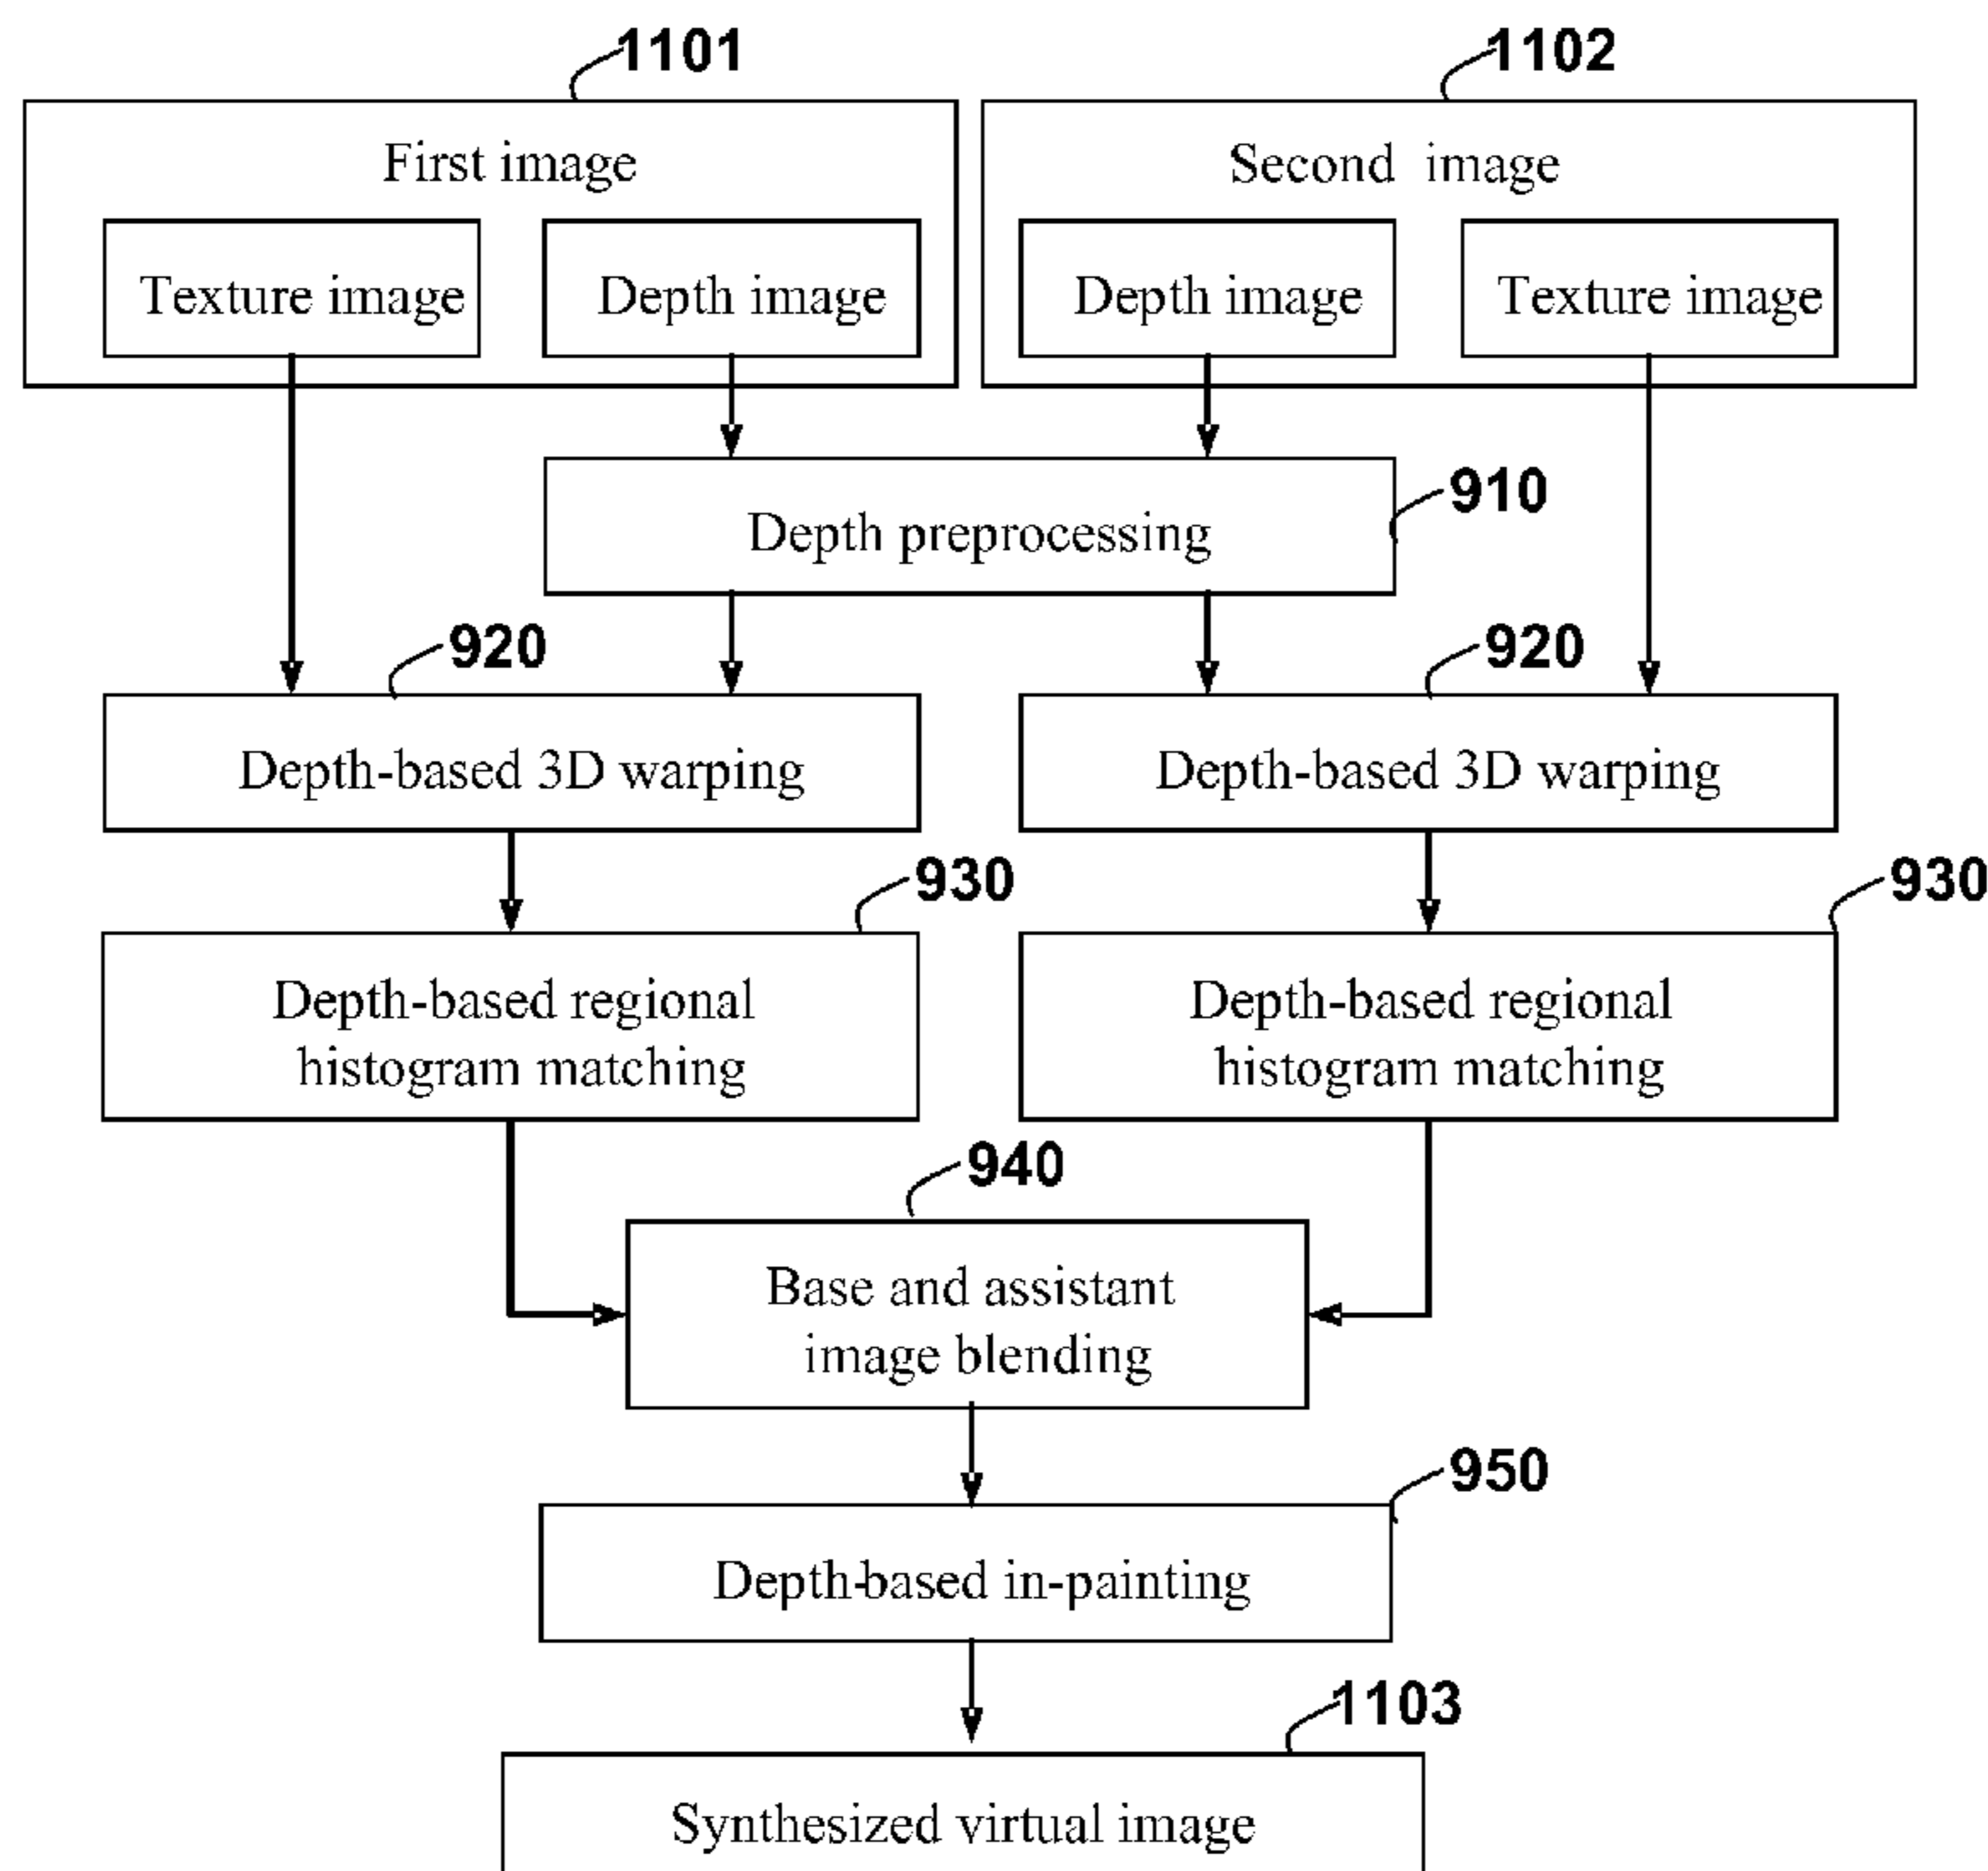 1101
1102
First image
Second image
Texture image
Depth image
Depth image
Texture image
910
Depth preprocessing
920
920
Depth-based 3D warping
Depth-based 3D warping
930
930
Depth-based regional
histogram matching
Depth-based regional
histogram matching
940
Base and assistant
image blending
950
Depth-based in-painting
1103
Synthesized virtual image